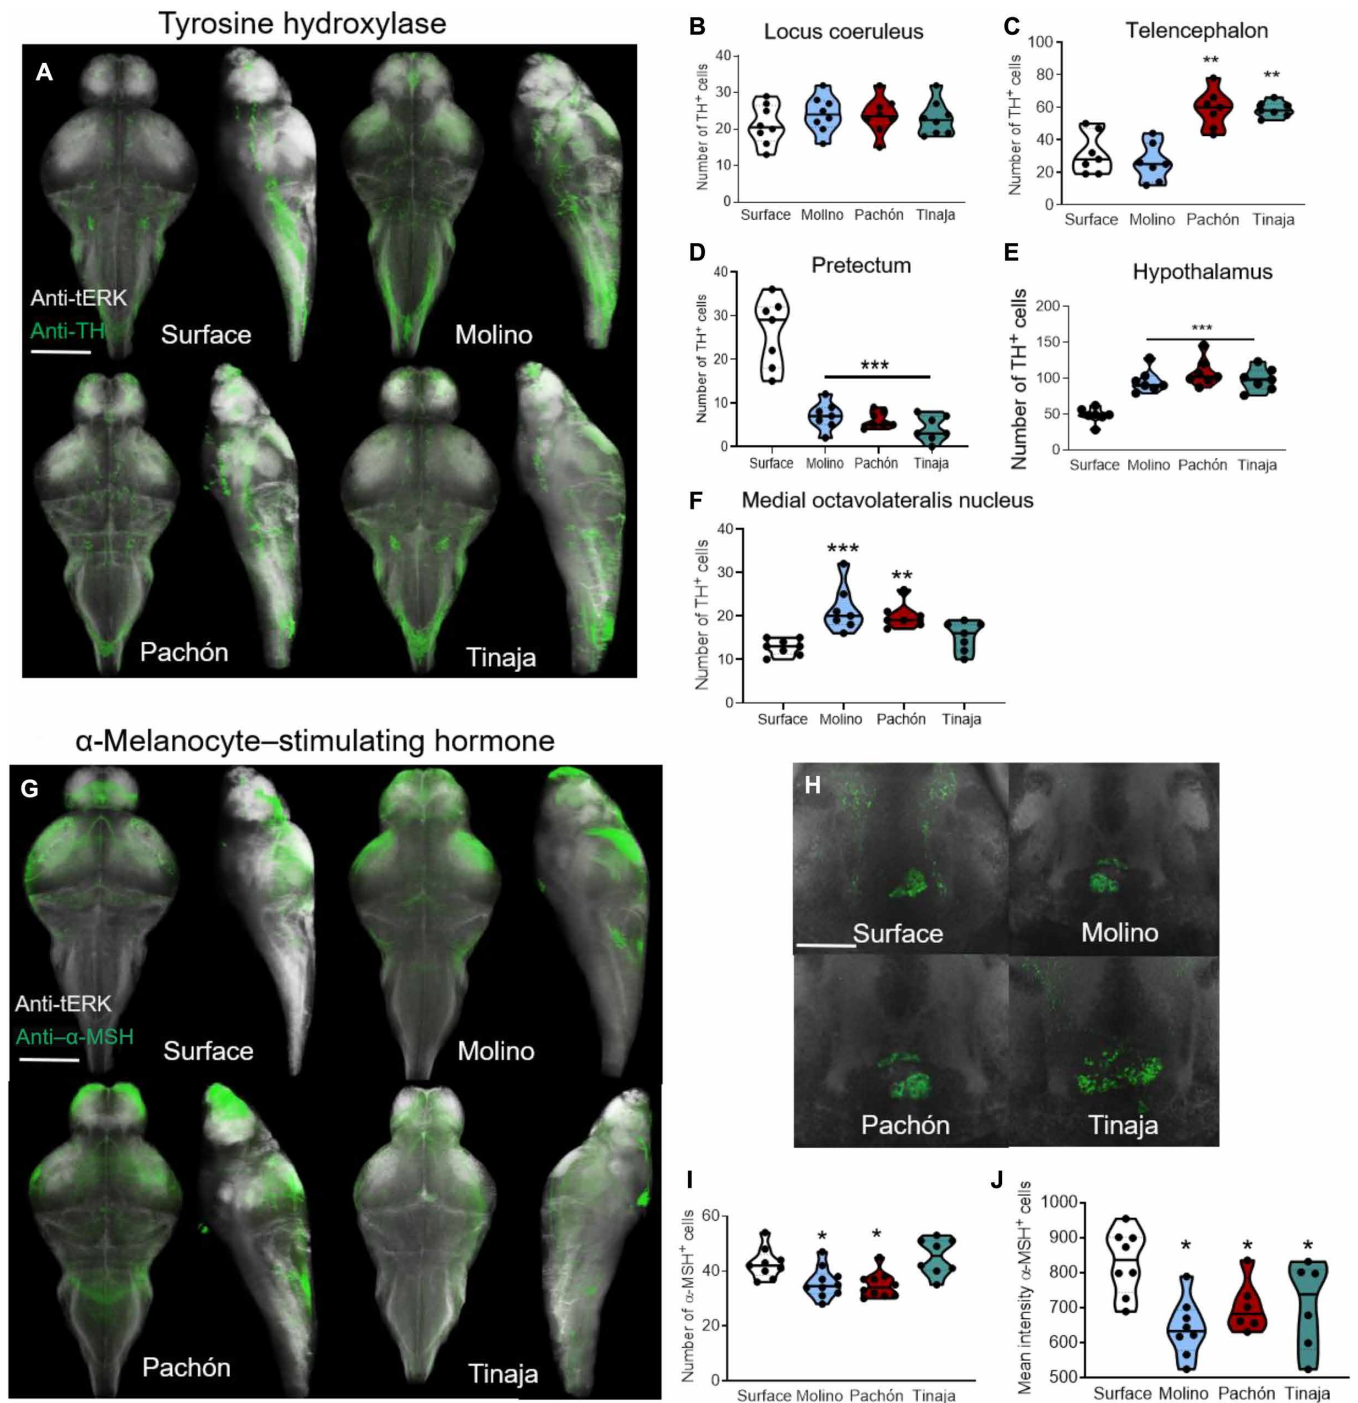 Tyrosine hydroxylase
A
Anti-tERK
Anti-TH
Surface
Molino
Pachón
Tinaja
B
Locus coeruleus
Number of TH⁺ cells
40
30
20
10
0
Surface Molino Pachón Tinaja
C
Telencephalon
Number of TH⁺ cells
100
80
60
40
20
0
**
**
Surface Molino Pachón Tinaja
D
Pretectum
Number of TH⁺ cells
40
30
20
10
0
***
Surface Molino Pachón Tinaja
E
Hypothalamus
Number of TH⁺ cells
200
150
100
50
0
***
Surface Molino Pachón Tinaja
F
Medial octavolateralis nucleus
Number of TH⁺ cells
40
30
20
10
0
***
**
Surface Molino Pachón Tinaja
α-Melanocyte–stimulating hormone
G
Anti-tERK
Anti–α-MSH
Surface
Molino
Pachón
Tinaja
H
Surface
Molino
Pachón
Tinaja
I
Number of α-MSH⁺ cells
60
40
20
0
*
*
Surface Molino Pachón Tinaja
J
Mean intensity α-MSH⁺ cells
1000
900
800
700
600
500
*
*
*
Surface Molino Pachón Tinaja